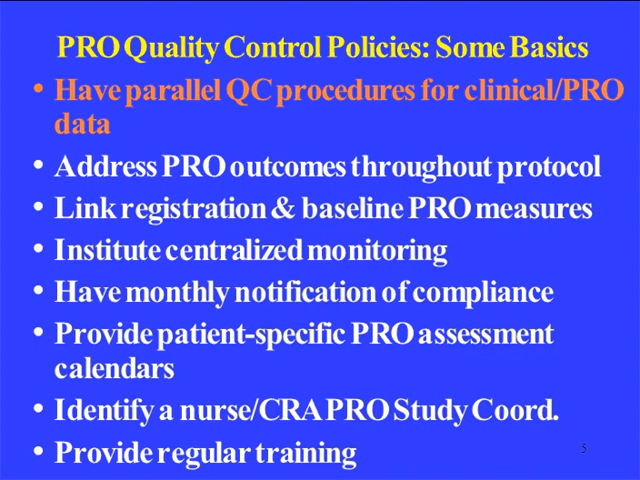 PRO Quality Control Policies: Some Basics
• Have parallel QC procedures for clinical/PRO
data
• Address PRO outcomes throughout protocol
• Link registration & baseline PRO measures
• Institute centralized monitoring
• Have monthly notification of compliance
• Provide patient-specific PRO assessment
calendars
• Identify a nurse/CRA PRO Study Coord.
• Provide regular training
5